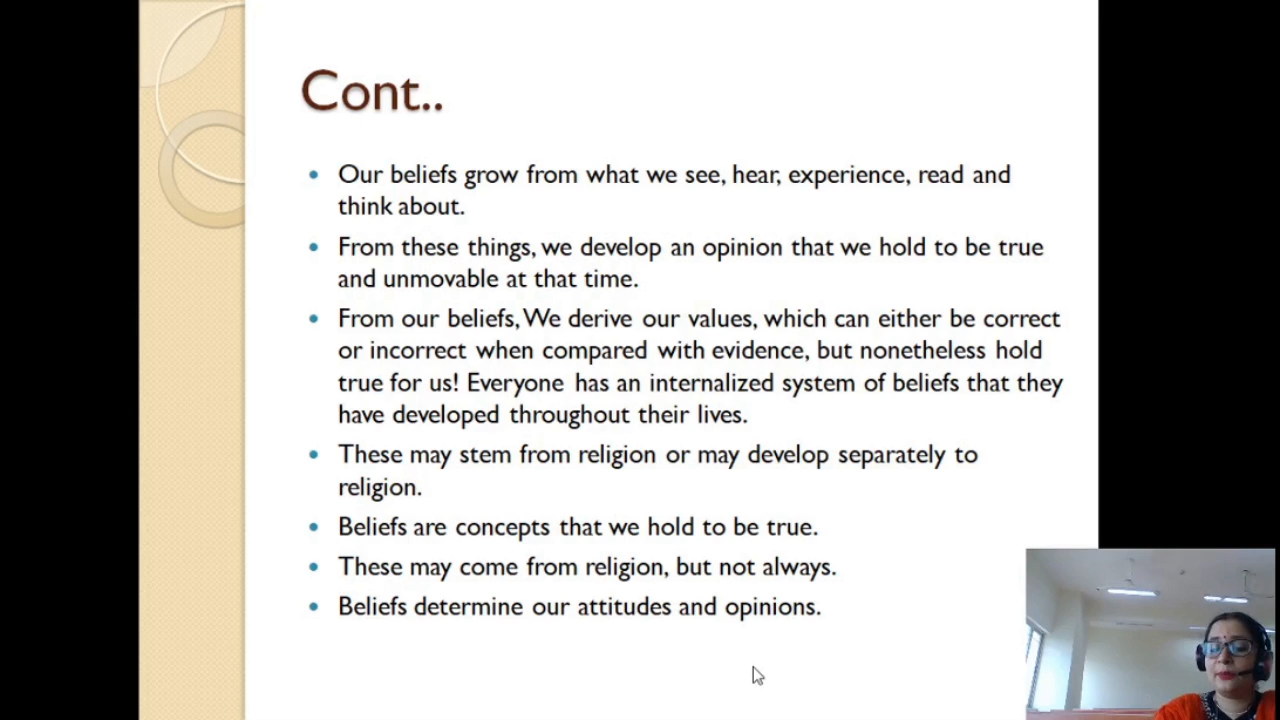 Cont..
Our beliefs grow from what we see, hear, experience, read and
think about.
From these things, we develop an opinion that we hold to be true
and unmovable at that time.
From our beliefs, We derive our values, which can either be correct
or incorrect when compared with evidence, but nonetheless hold
true for us! Everyone has an internalized system of beliefs that they
have developed throughout their lives.
These may stem from religion or may develop separately to
religion.
Beliefs are concepts that we hold to be true.
These may come from religion, but not always.
Beliefs determine our attitudes and opinions.